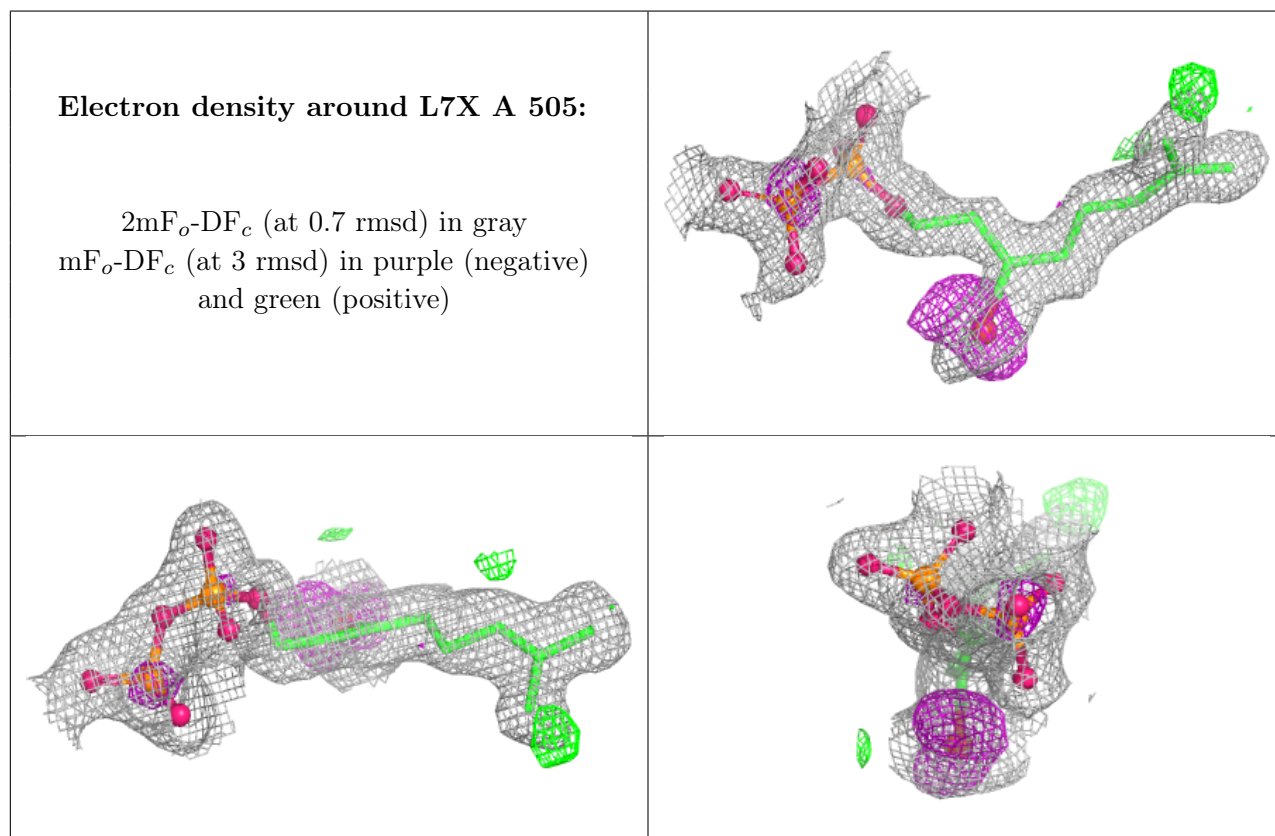 Electron density around L7X A 505:
2mFₒ-DF𝒸 (at 0.7 rmsd) in gray
mFₒ-DF𝒸 (at 3 rmsd) in purple (negative)
and green (positive)